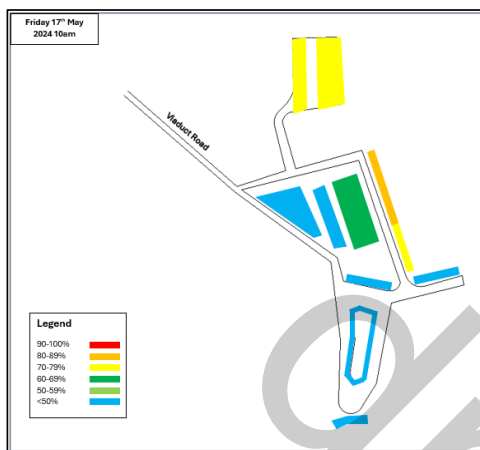 Friday 17th May
2024 10am
Viaduct Road
Legend
90-100%
80-89%
70-79%
60-69%
50-59%
<50%